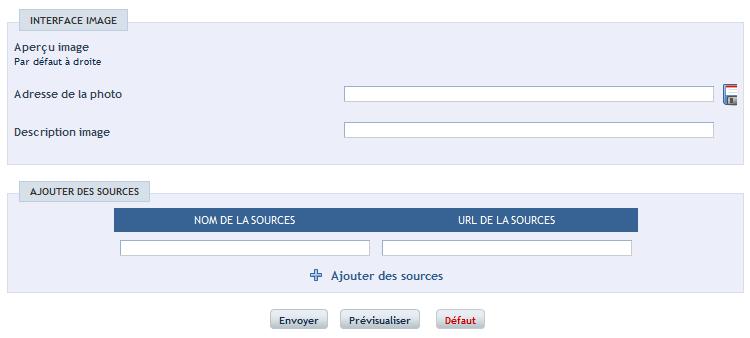 INTERFACE IMAGE
Aperçu image
Par défaut à droite
Adresse de la photo
Description image
AJOUTER DES SOURCES
NOM DE LA SOURCES URL DE LA SOURCES
Ajouter des sources
Envoyer Prévisualiser Défaut